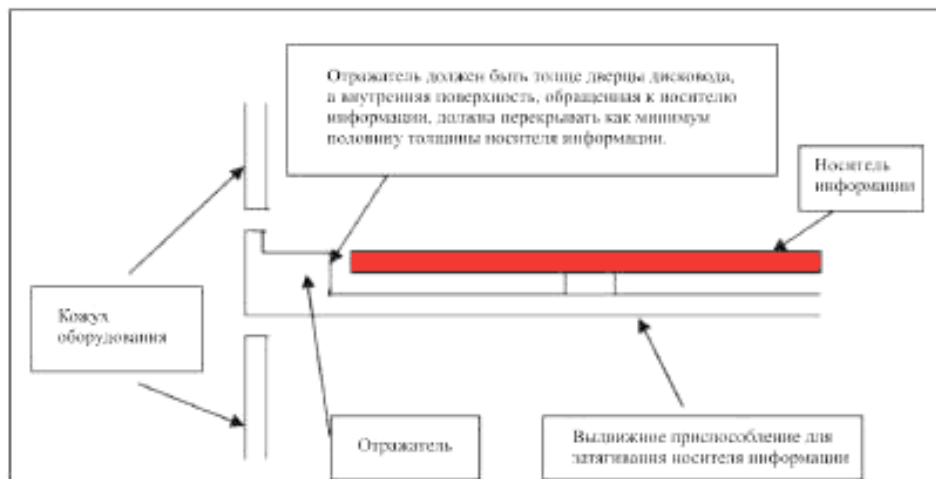 Отражатель должен быть толще дверцы дисковода,
а внутренняя поверхность, обращенная к носителю
информации, должна перекрывать как минимум
половину толщины носителя информации.
Носитель
информации
Кожух
оборудования
Отражатель
Выдвижное приспособление для
затягивания носителя информации